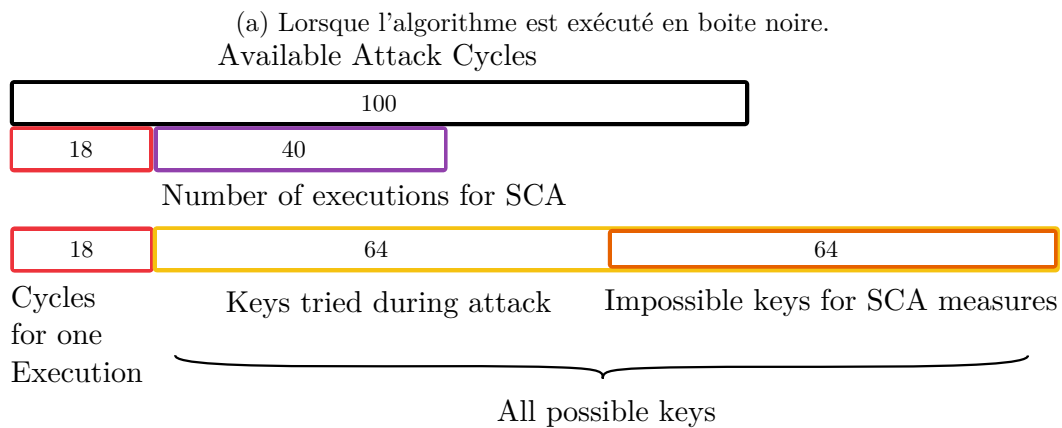 (a) Lorsque l'algorithme est exécuté en boite noire.
Available Attack Cycles
100
18 40
Number of executions for SCA
18 64 64
Cycles
for one
Execution
Keys tried during attack
Impossible keys for SCA measures
All possible keys